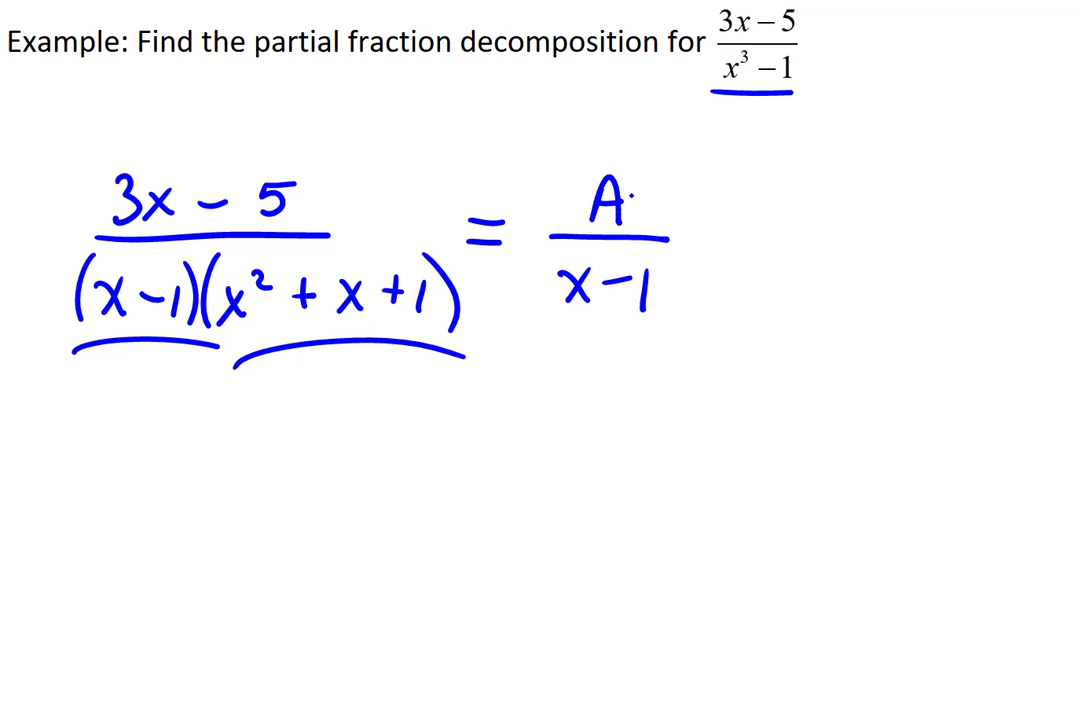 Example: Find the partial fraction decomposition for (3x − 5)/(x³ − 1)
(3x − 5)/((x − 1)(x² + x + 1)) = A/(x − 1)